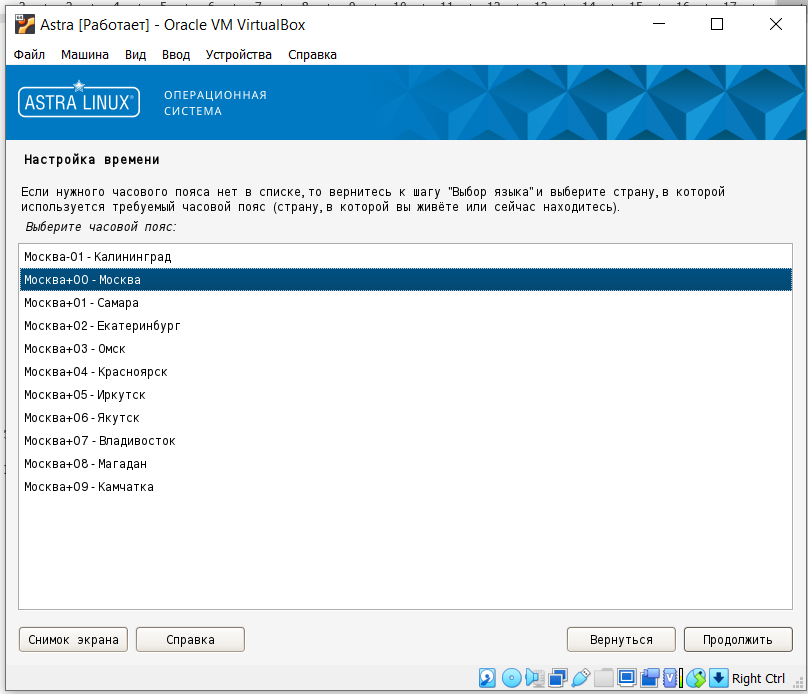 Astra [Работает] - Oracle VM VirtualBox
Файл Машина Вид Ввод Устройства Справка
ASTRA LINUX®
ОПЕРАЦИОННАЯ
СИСТЕМА
Настройка времени
Если нужного часового пояса нет в списке, то вернитесь к шагу "Выбор языка" и выберите страну, в которой
используется требуемый часовой пояс (страну, в которой вы живёте или сейчас находитесь).
Выберите часовой пояс:
Москва-01 - Калининград
Москва+00 - Москва
Москва+01 - Самара
Москва+02 - Екатеринбург
Москва+03 - Омск
Москва+04 - Красноярск
Москва+05 - Иркутск
Москва+06 - Якутск
Москва+07 - Владивосток
Москва+08 - Магадан
Москва+09 - Камчатка
Снимок экрана Справка Вернуться Продолжить
Right Ctrl